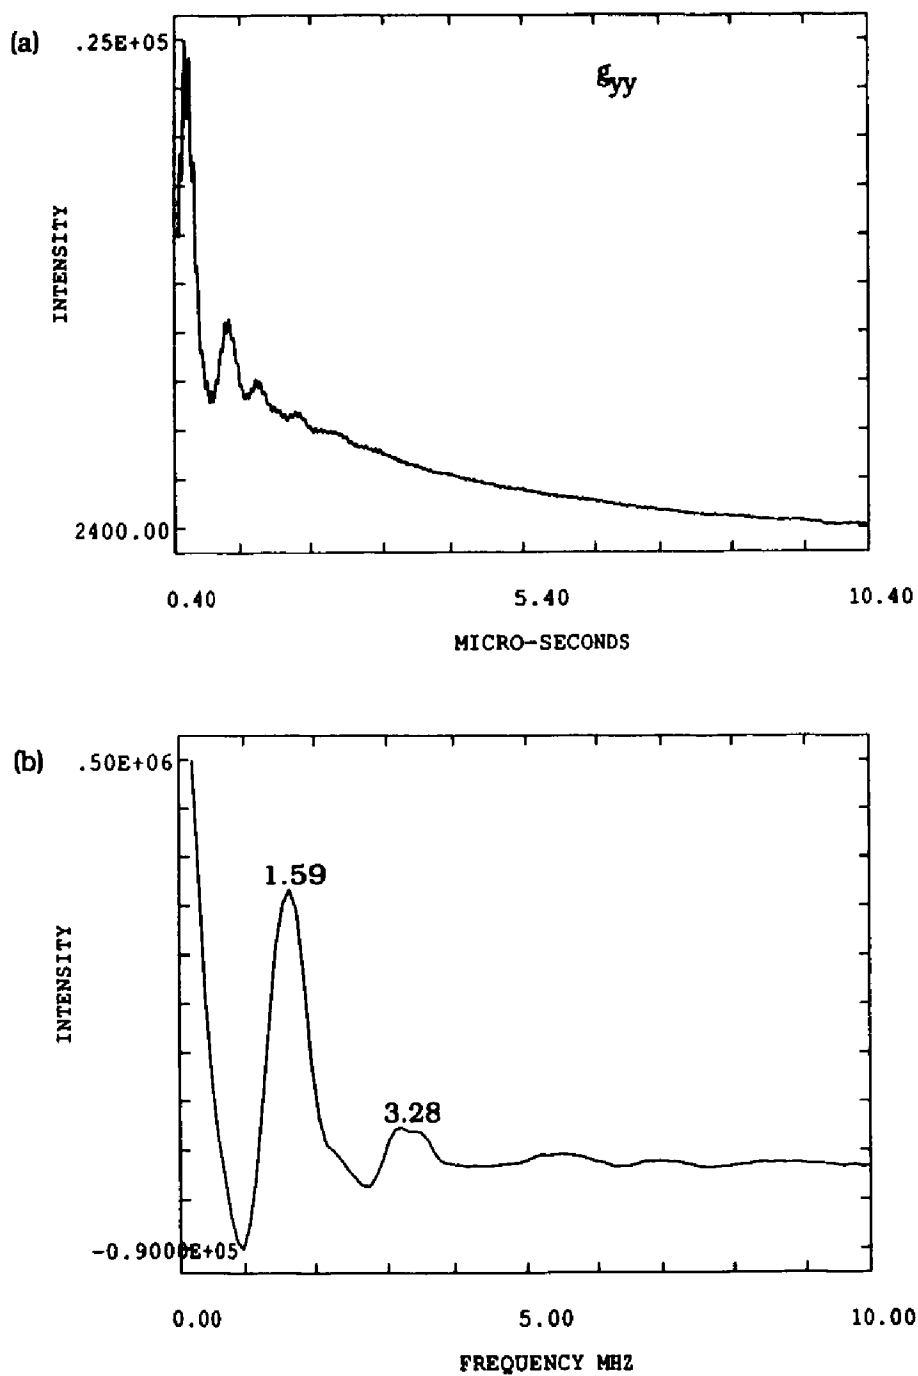 (a)
.25E+05
gyy
INTENSITY
2400.00
0.40 5.40 10.40
MICRO-SECONDS
(b)
.50E+06
1.59
3.28
INTENSITY
-0.9000E+05
0.00 5.00 10.00
FREQUENCY MHZ